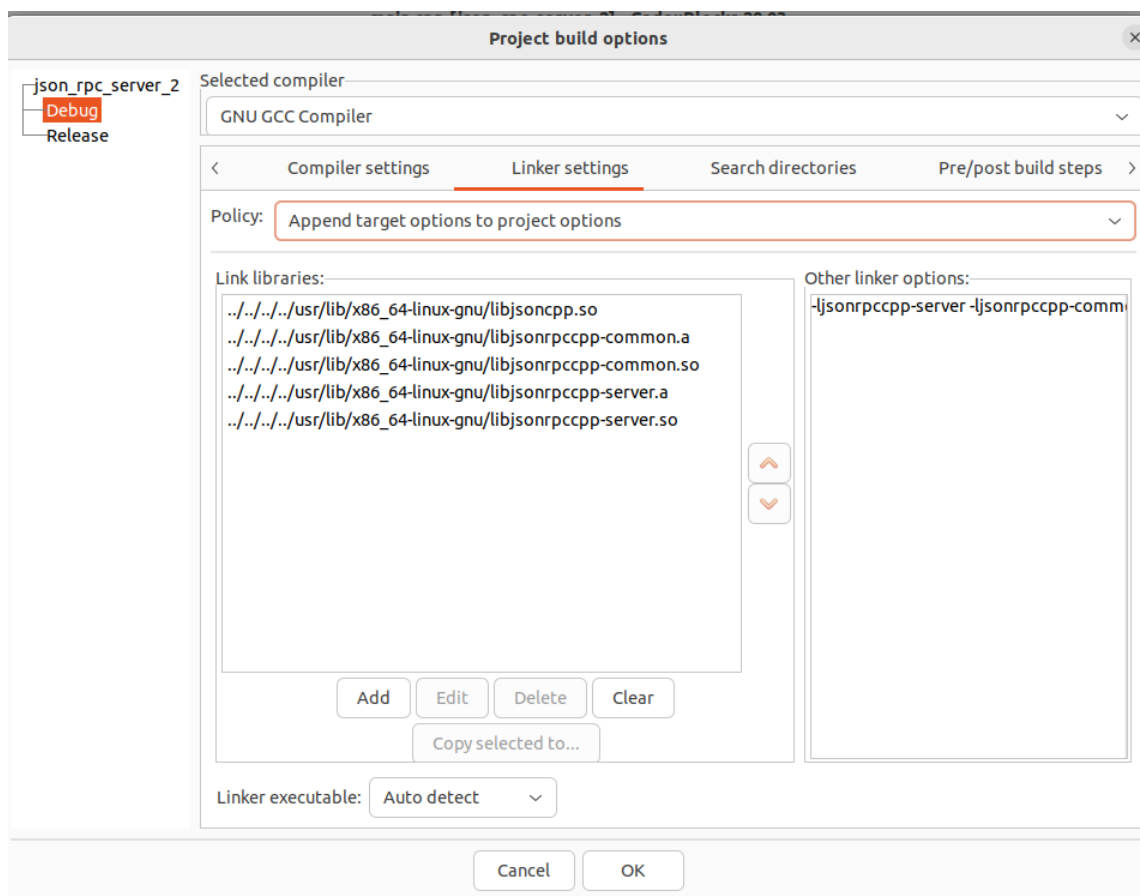 Project build options
json_rpc_server_2
Debug
Release
Selected compiler
GNU GCC Compiler
Compiler settings
Linker settings
Search directories
Pre/post build steps
Policy:
Append target options to project options
Link libraries:
../../../../usr/lib/x86_64-linux-gnu/libjsoncpp.so
../../../../usr/lib/x86_64-linux-gnu/libjsonrpccpp-common.a
../../../../usr/lib/x86_64-linux-gnu/libjsonrpccpp-common.so
../../../../usr/lib/x86_64-linux-gnu/libjsonrpccpp-server.a
../../../../usr/lib/x86_64-linux-gnu/libjsonrpccpp-server.so
Other linker options:
-ljsonrpccpp-server -ljsonrpccpp-comm
Add
Edit
Delete
Clear
Copy selected to...
Linker executable:
Auto detect
Cancel
OK